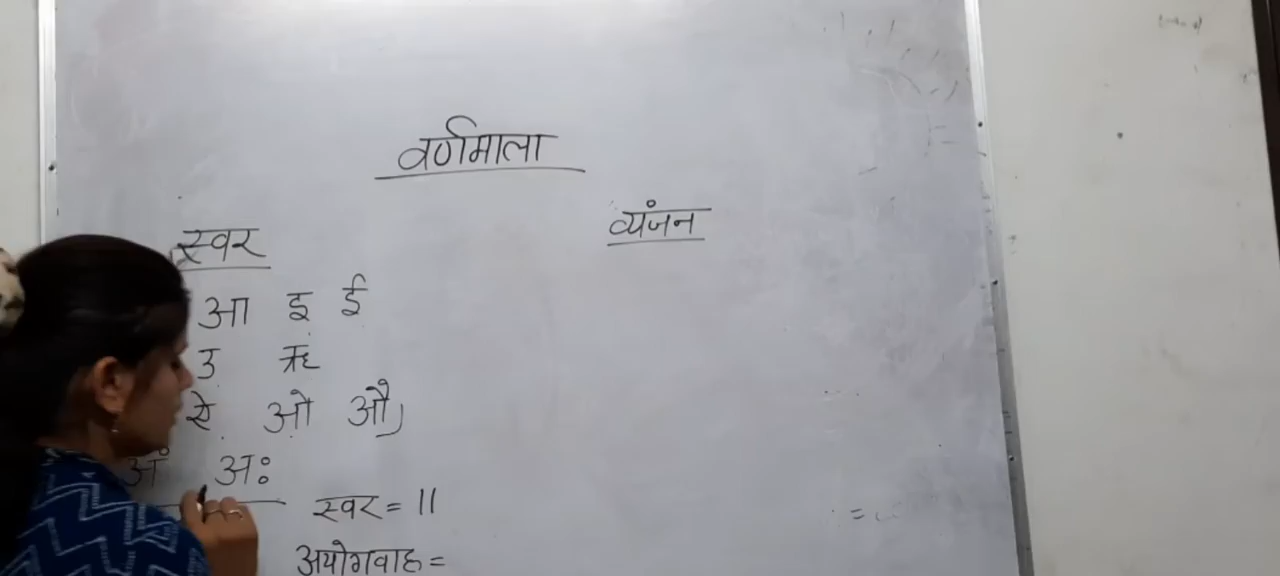 वर्णमाला
स्वर
व्यंजन
आ इ ई
उ ऋ
ऐ ओ औ
अं अः
स्वर = 11
अयोगवाह =